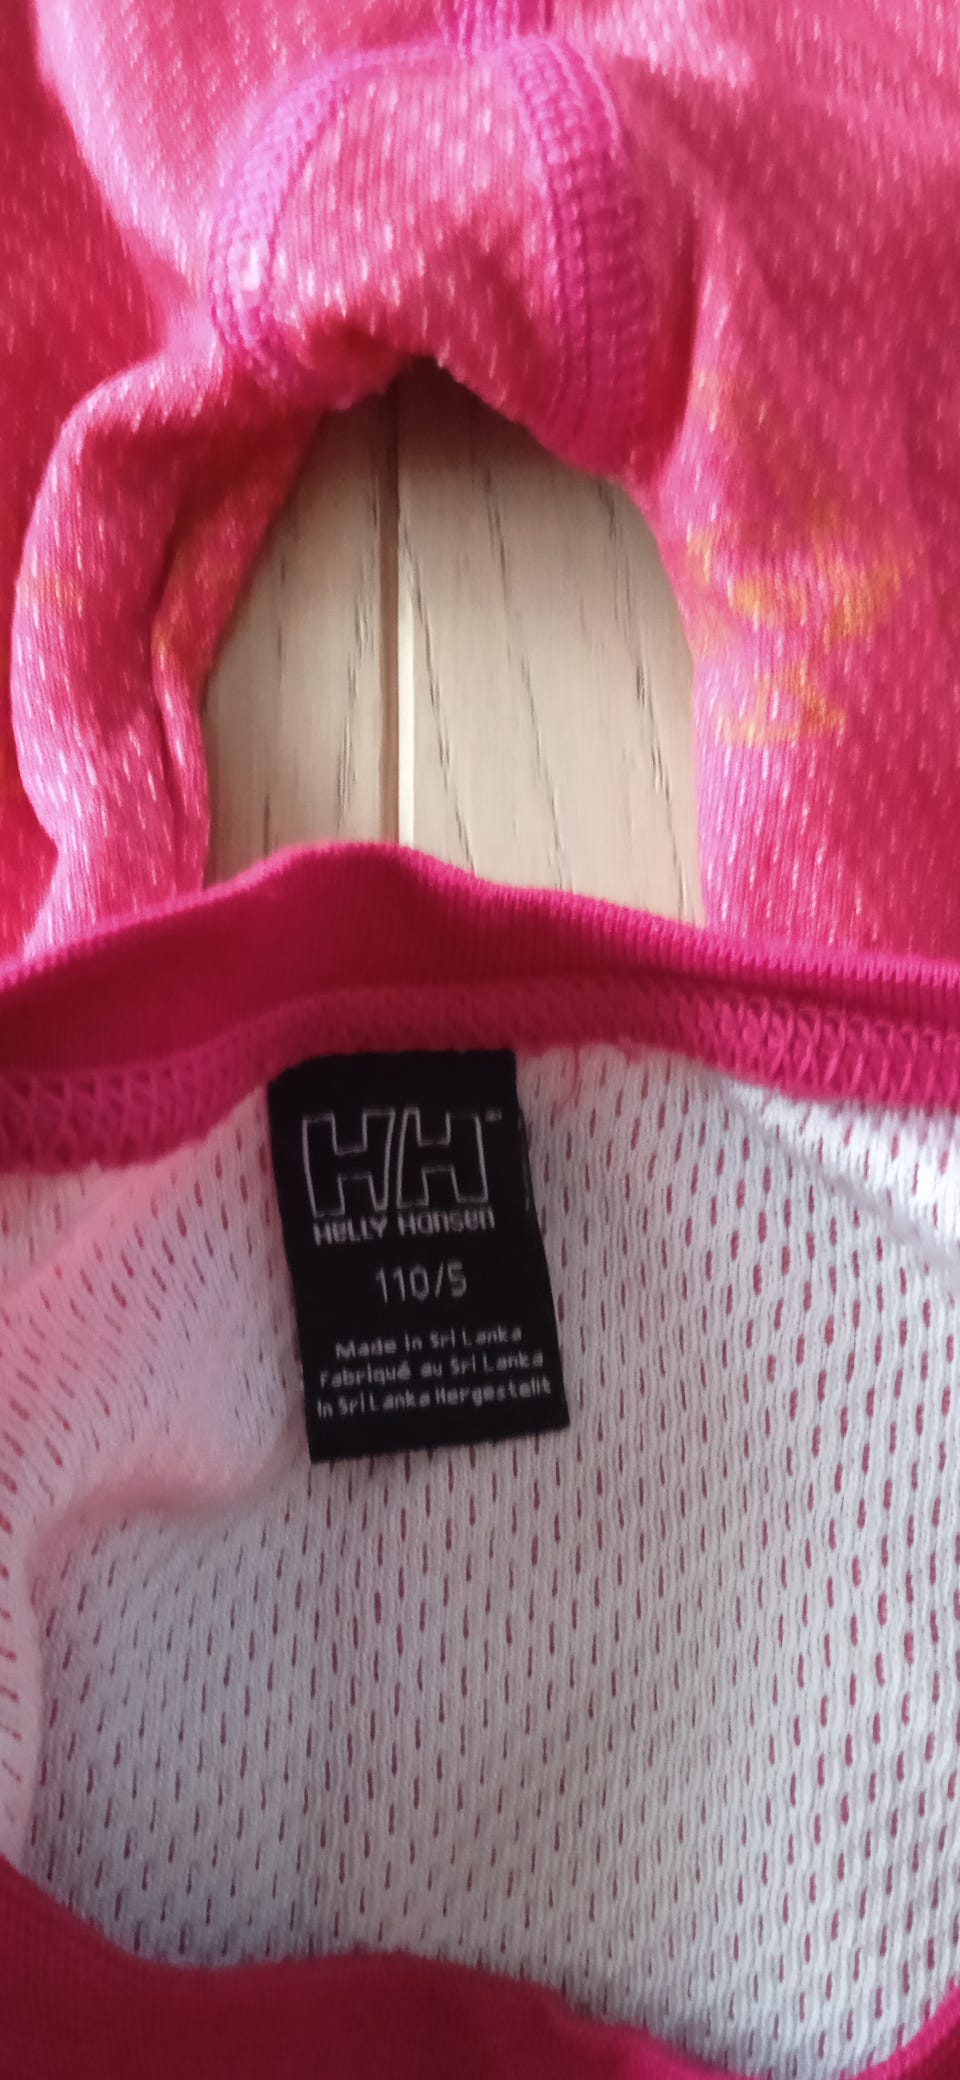 HH
HELLY HANSEN
110/5
Made in Sri Lanka
Fabriqué au Sri Lanka
In Sri Lanka Hergestellt